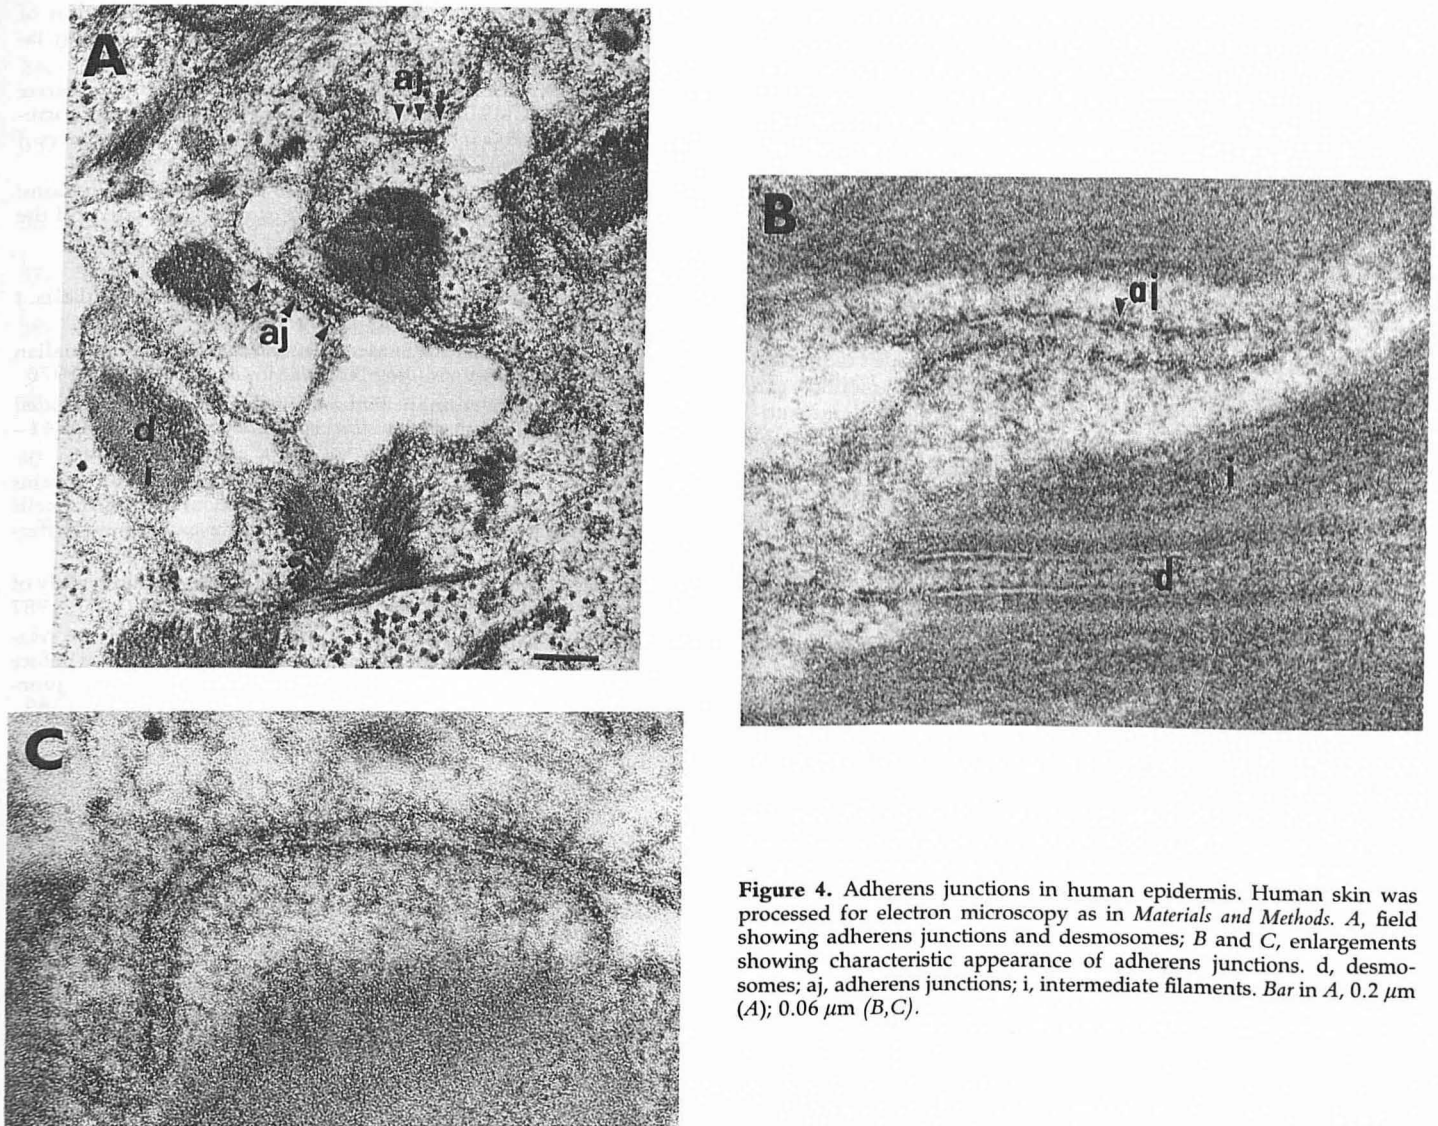 A
aj
aj
d
d
i
B
aj
i
d
C
Figure 4. Adherens junctions in human epidermis. Human skin was
processed for electron microscopy as in Materials and Methods. A, field
showing adherens junctions and desmosomes; B and C, enlargements
showing characteristic appearance of adherens junctions. d, desmo-
somes; aj, adherens junctions; i, intermediate filaments. Bar in A, 0.2 μm
(A); 0.06 μm (B,C).